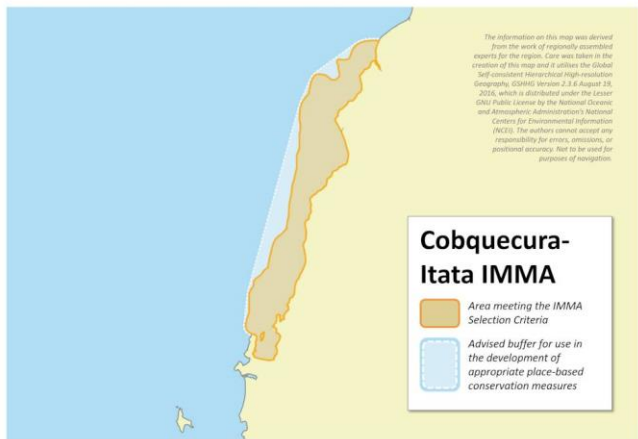 The information on this map was derived
from the work of regionally assembled
experts for the region. Care was taken in the
creation of this map and it utilises the Global
Self-consistent Hierarchical High-resolution
Geography, GSHHG Version 2.3.6 August 19,
2016, which is distributed under the Lesser
GNU Public License by the National Oceanic
and Atmospheric Administration's National
Centers for Environmental Information
(NCEI). The authors cannot accept any
responsibility for errors, omissions, or
positional accuracy. Not to be used for
purposes of navigation.
Cobquecura-
Itata IMMA
Area meeting the IMMA
Selection Criteria
Advised buffer for use in
the development of
appropriate place-based
conservation measures